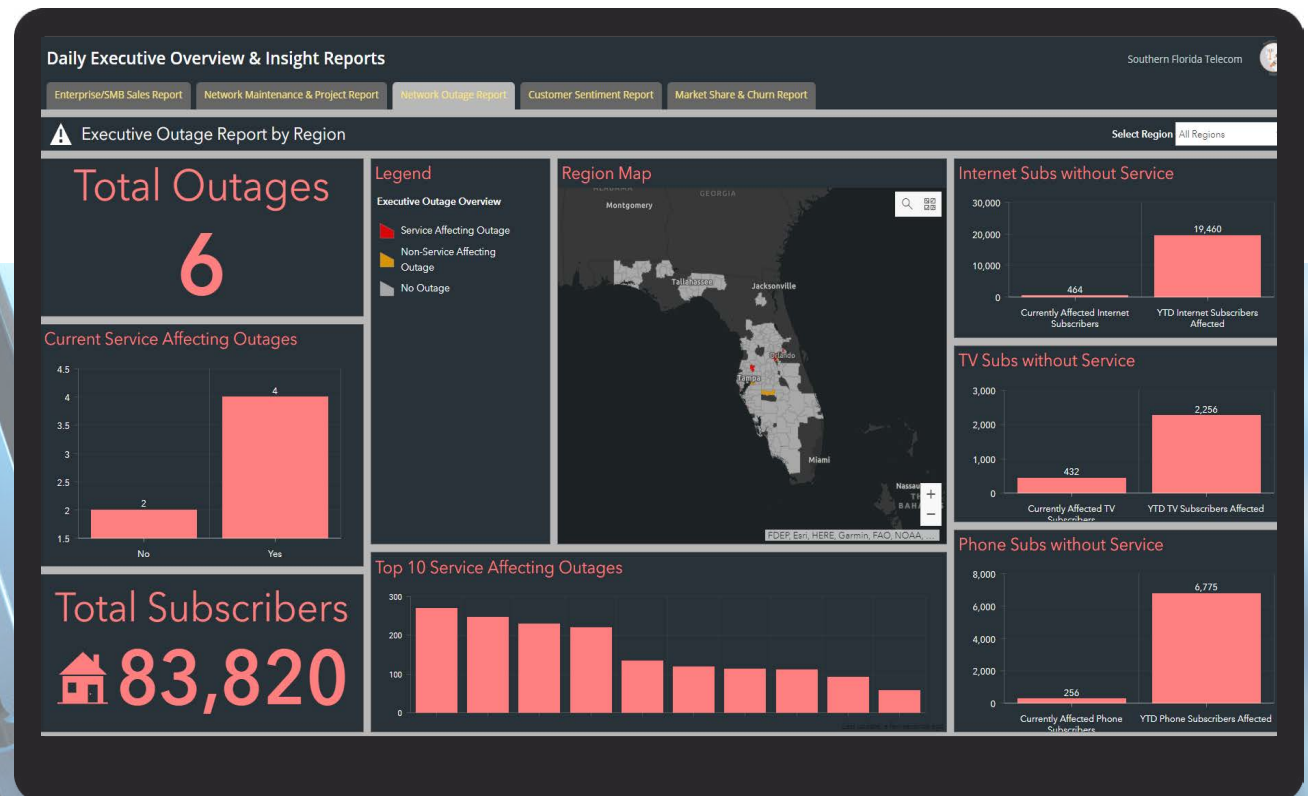 Daily Executive Overview & Insight Reports
Southern Florida Telecom
Enterprise/SMB Sales Report
Network Maintenance & Project Report
Network Outage Report
Customer Sentiment Report
Market Share & Churn Report
Executive Outage Report by Region
Select Region
All Regions
Total Outages
6
Current Service Affecting Outages
4.5
4
3.5
3
2.5
2
1.5
2
4
No
Yes
Total Subscribers
83,820
Legend
Executive Outage Overview
Service Affecting Outage
Non-Service Affecting
Outage
No Outage
Region Map
ALABAMA
GEORGIA
Montgomery
Tallahassee
Jacksonville
Orlando
Tampa
Miami
Nassau
+
−
FDEP, Esri, HERE, Garmin, FAO, NOAA, ...
Top 10 Service Affecting Outages
300
200
100
0
Internet Subs without Service
30,000
20,000
10,000
0
464
19,460
Currently Affected Internet
Subscribers
YTD Internet Subscribers
Affected
TV Subs without Service
3,000
2,000
1,000
0
432
2,256
Currently Affected TV
Subscribers
YTD TV Subscribers Affected
Phone Subs without Service
8,000
6,000
4,000
2,000
0
256
6,775
Currently Affected Phone
Subscribers
YTD Phone Subscribers Affected